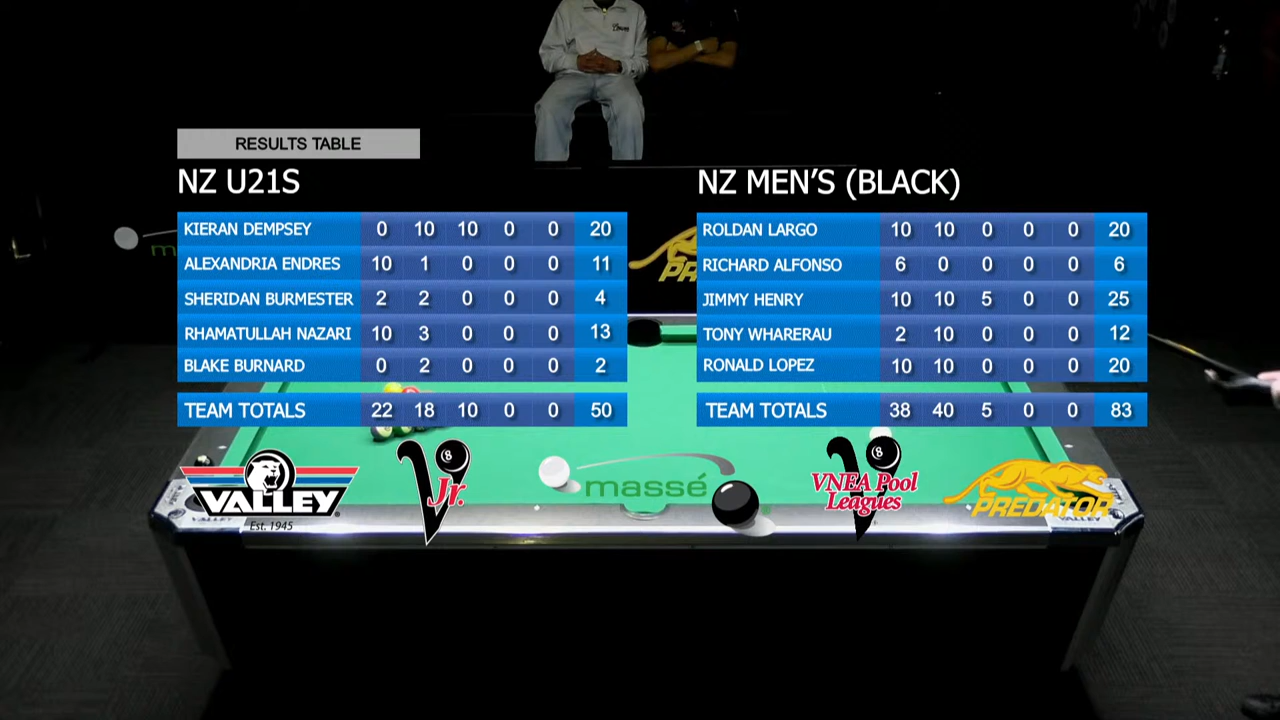 RESULTS TABLE
NZ U21S
KIERAN DEMPSEY 0 10 10 0 0 20
ALEXANDRIA ENDRES 10 1 0 0 0 11
SHERIDAN BURMESTER 2 2 0 0 0 4
RHAMATULLAH NAZARI 10 3 0 0 0 13
BLAKE BURNARD 0 2 0 0 0 2
TEAM TOTALS 22 18 10 0 0 50
NZ MEN'S (BLACK)
ROLDAN LARGO 10 10 0 0 0 20
RICHARD ALFONSO 6 0 0 0 0 6
JIMMY HENRY 10 10 5 0 0 25
TONY WHARERAU 2 10 0 0 0 12
RONALD LOPEZ 10 10 0 0 0 20
TEAM TOTALS 38 40 5 0 0 83
VALLEY
Est. 1945
V 8
Jr.
massé
V 8
VNEA Pool
Leagues
PREDATOR
m
PR
VALLEY
VALLEY